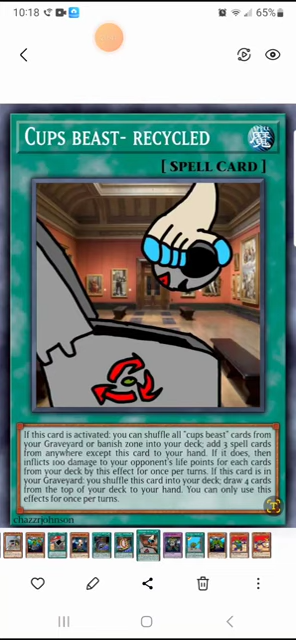 10:18
65%
CUPS BEAST- RECYCLED
[ SPELL CARD ]
If this card is activated: you can shuffle all "cups beast" cards from
your Graveyard or banish zone into your deck; add 3 spell cards
from anywhere except this card to your hand. If it does, then
inflicts 100 damage to your opponent's life points for each cards
from your deck by this effect for once per turns. If this card is in
your Graveyard: you shuffle this card into your deck; draw 4 cards
from the top of your deck to your hand. You can only use this
effects for once per turns.
chazzrjohnson